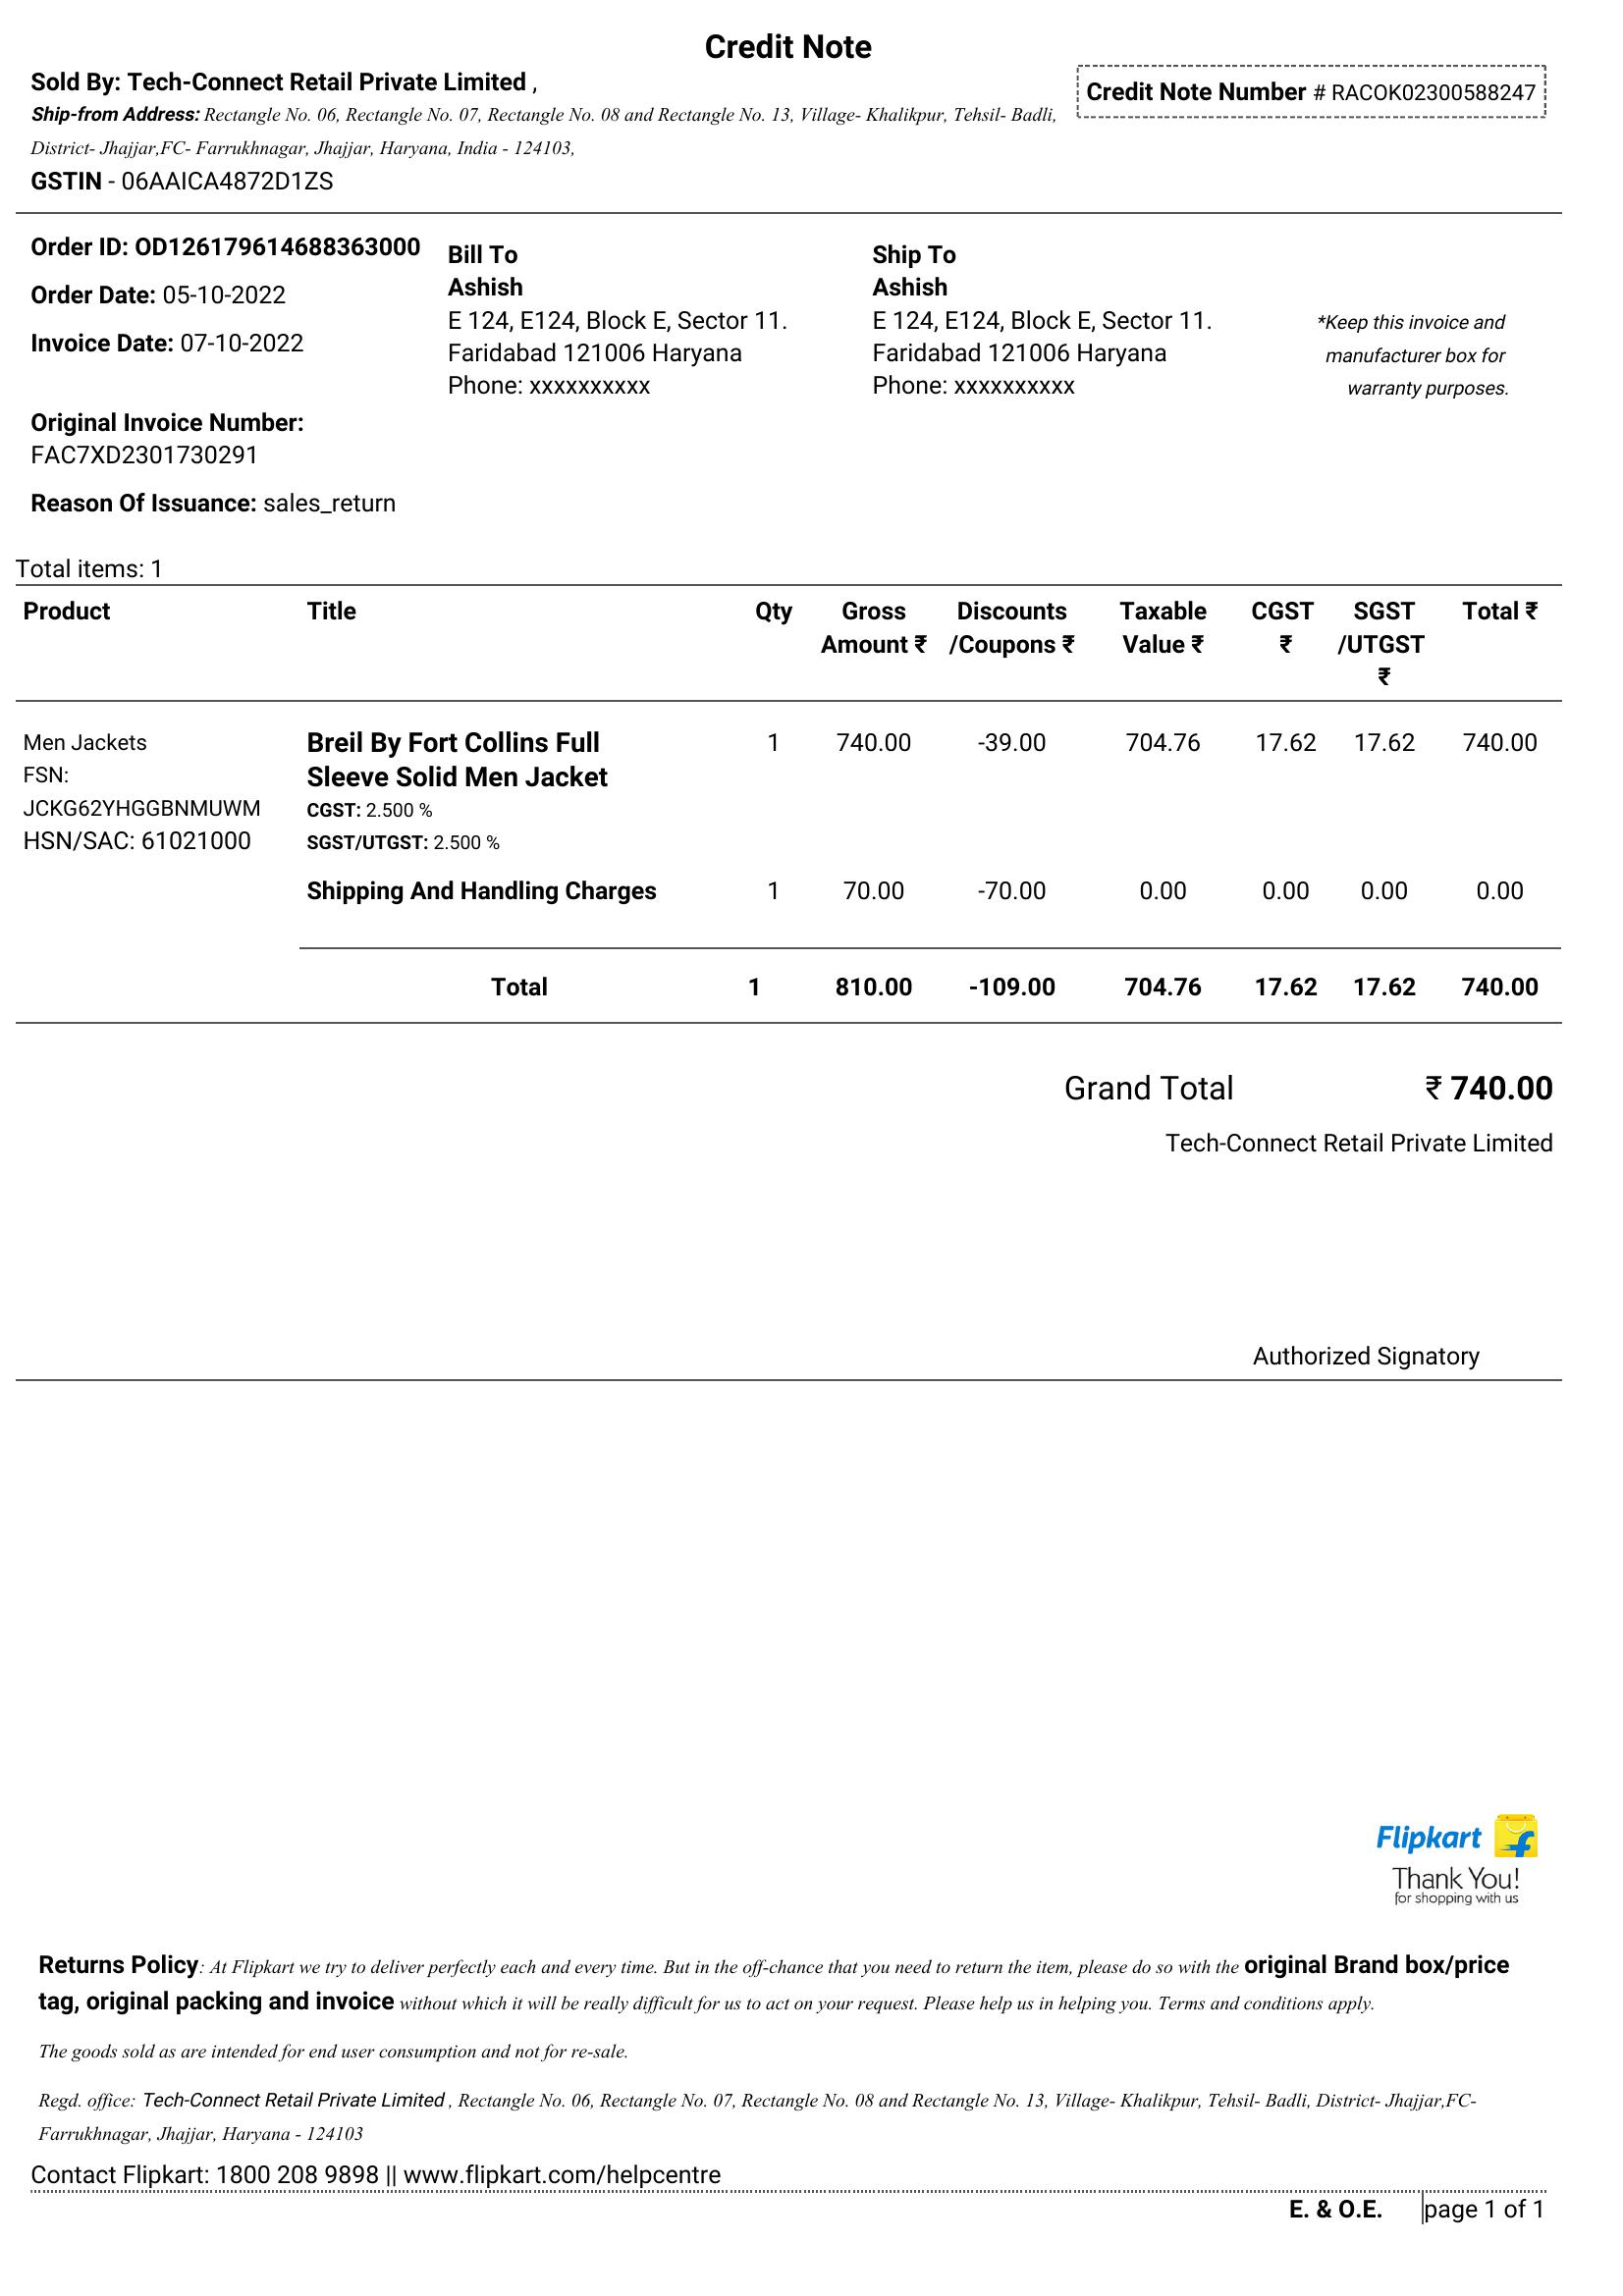 Credit Note
Sold By: Tech-Connect Retail Private Limited ,
Ship-from Address: Rectangle No. 06, Rectangle No. 07, Rectangle No. 08 and Rectangle No. 13, Village- Khalikpur, Tehsil- Badli,
District- Jhajjar,FC- Farrukhnagar, Jhajjar, Haryana, India - 124103,
GSTIN - 06AAICA4872D1ZS
Credit Note Number # RACOK02300588247
Order ID: OD126179614688363000
Order Date: 05-10-2022
Invoice Date: 07-10-2022
Original Invoice Number:
FAC7XD2301730291
Reason Of Issuance: sales_return
Bill To
Ashish
E 124, E124, Block E, Sector 11.
Faridabad 121006 Haryana
Phone: xxxxxxxxxx
Ship To
Ashish
E 124, E124, Block E, Sector 11.
Faridabad 121006 Haryana
Phone: xxxxxxxxxx
*Keep this invoice and
manufacturer box for
warranty purposes.
Total items: 1
Product Title Qty Gross Discounts Taxable CGST SGST Total ₹
Amount ₹ /Coupons ₹ Value ₹ ₹ /UTGST
₹
Men Jackets Breil By Fort Collins Full 1 740.00 -39.00 704.76 17.62 17.62 740.00
FSN: Sleeve Solid Men Jacket
JCKG62YHGGBNMUWM CGST: 2.500 %
HSN/SAC: 61021000 SGST/UTGST: 2.500 %
Shipping And Handling Charges 1 70.00 -70.00 0.00 0.00 0.00 0.00
Total 1 810.00 -109.00 704.76 17.62 17.62 740.00
Grand Total ₹ 740.00
Tech-Connect Retail Private Limited
Authorized Signatory
Flipkart
Thank You!
for shopping with us
Returns Policy: At Flipkart we try to deliver perfectly each and every time. But in the off-chance that you need to return the item, please do so with the original Brand box/price
tag, original packing and invoice without which it will be really difficult for us to act on your request. Please help us in helping you. Terms and conditions apply.
The goods sold as are intended for end user consumption and not for re-sale.
Regd. office: Tech-Connect Retail Private Limited , Rectangle No. 06, Rectangle No. 07, Rectangle No. 08 and Rectangle No. 13, Village- Khalikpur, Tehsil- Badli, District- Jhajjar,FC-
Farrukhnagar, Jhajjar, Haryana - 124103
Contact Flipkart: 1800 208 9898 || www.flipkart.com/helpcentre
E. & O.E. page 1 of 1